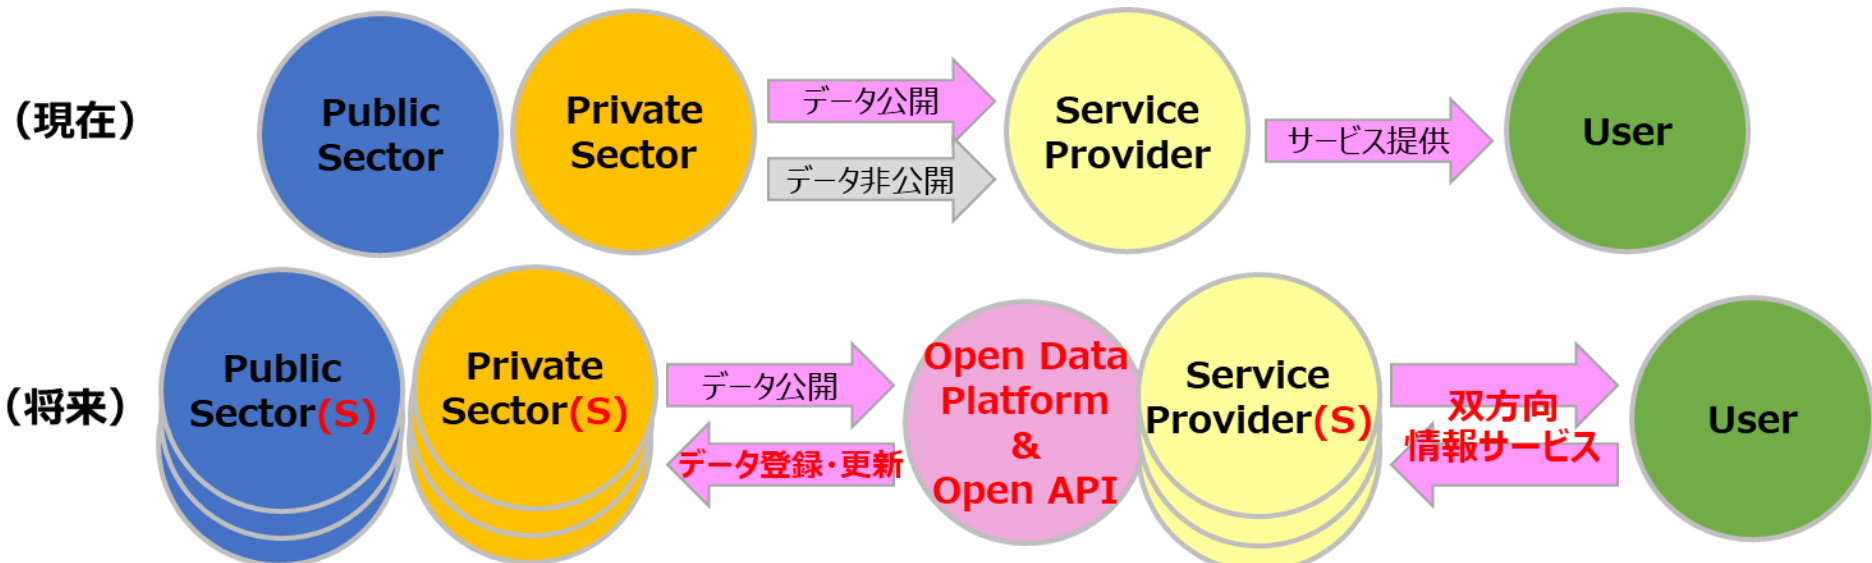 （現在）
Public
Sector
Private
Sector
データ公開
データ非公開
Service
Provider
サービス提供
User
（将来）
Public
Sector(S)
Private
Sector(S)
データ公開
データ登録・更新
Open Data
Platform
&
Open API
Service
Provider(S)
双方向
情報サービス
User